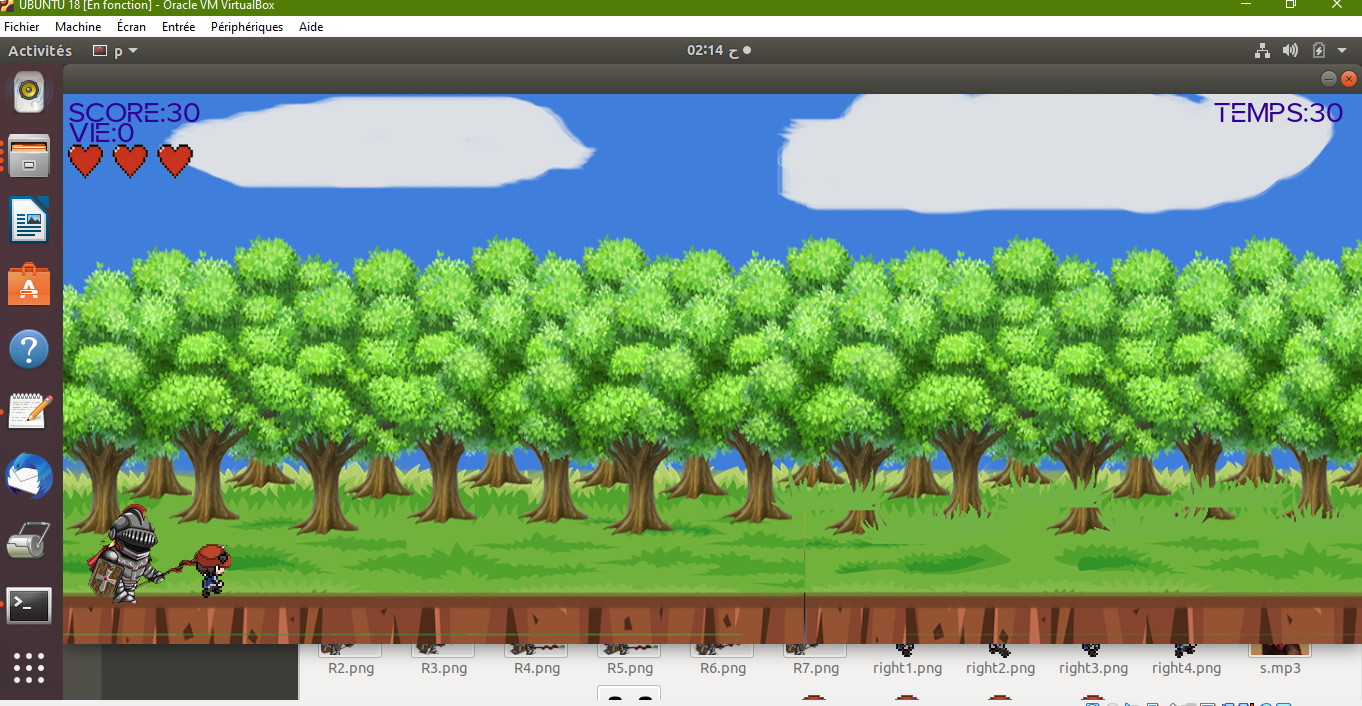 UBUNTU 18 [En fonction] - Oracle VM VirtualBox
Fichier Machine Écran Entrée Périphériques Aide
Activités p 02:14 ح
SCORE:30 TEMPS:30
VIE:0
R2.png R3.png R4.png R5.png R6.png R7.png right1.png right2.png right3.png right4.png s.mp3